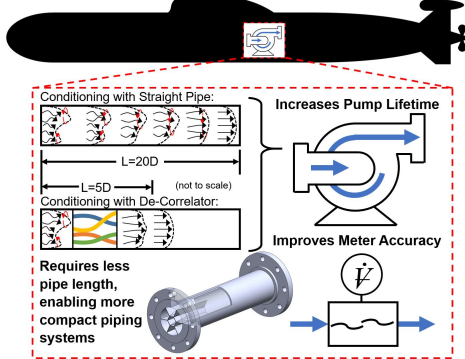 Conditioning with Straight Pipe:
L=20D
L=5D
(not to scale)
Conditioning with De-Correlator:
Requires less
pipe length,
enabling more
compact piping
systems
Increases Pump Lifetime
Improves Meter Accuracy
V̇